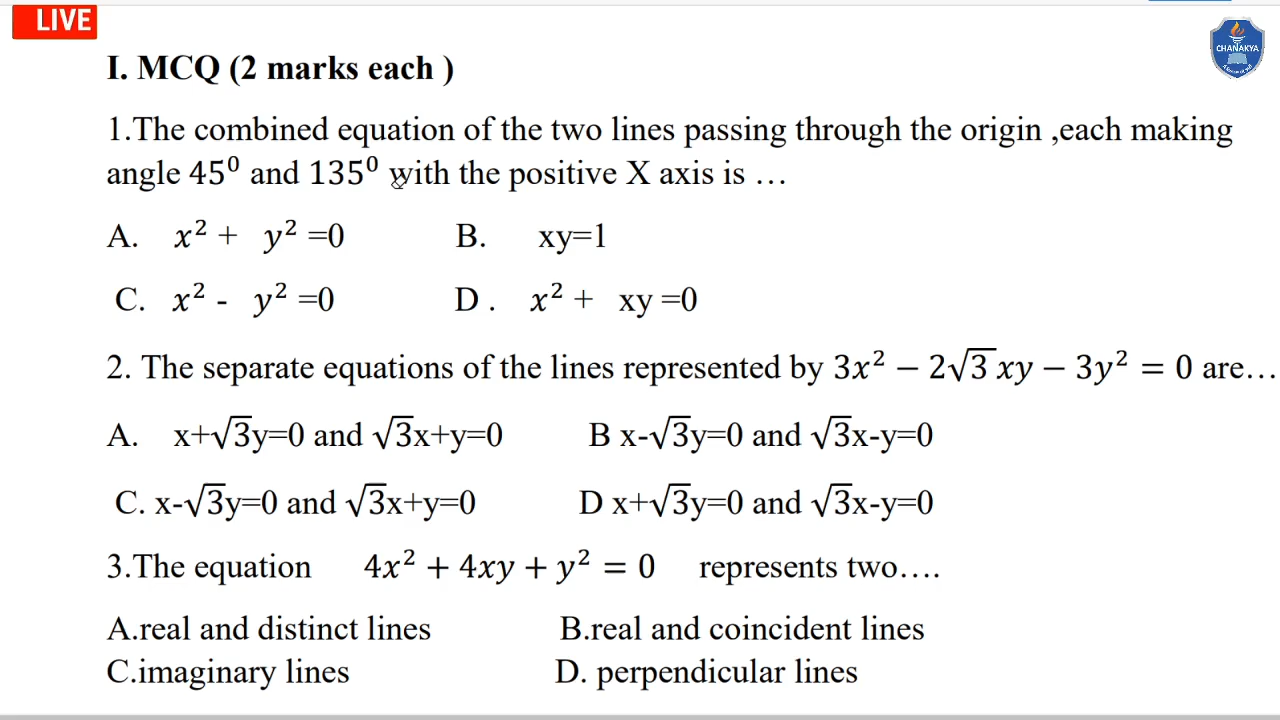 LIVE
CHANAKYA
I. MCQ (2 marks each )
1.The combined equation of the two lines passing through the origin ,each making
angle 45⁰ and 135⁰ with the positive X axis is …
A. x² + y² =0 B. xy=1
C. x² - y² =0 D . x² + xy =0
2. The separate equations of the lines represented by 3x² − 2√3 xy − 3y² = 0 are…
A. x+√3y=0 and √3x+y=0 B x-√3y=0 and √3x-y=0
C. x-√3y=0 and √3x+y=0 D x+√3y=0 and √3x-y=0
3.The equation 4x² + 4xy + y² = 0 represents two….
A.real and distinct lines B.real and coincident lines
C.imaginary lines D. perpendicular lines